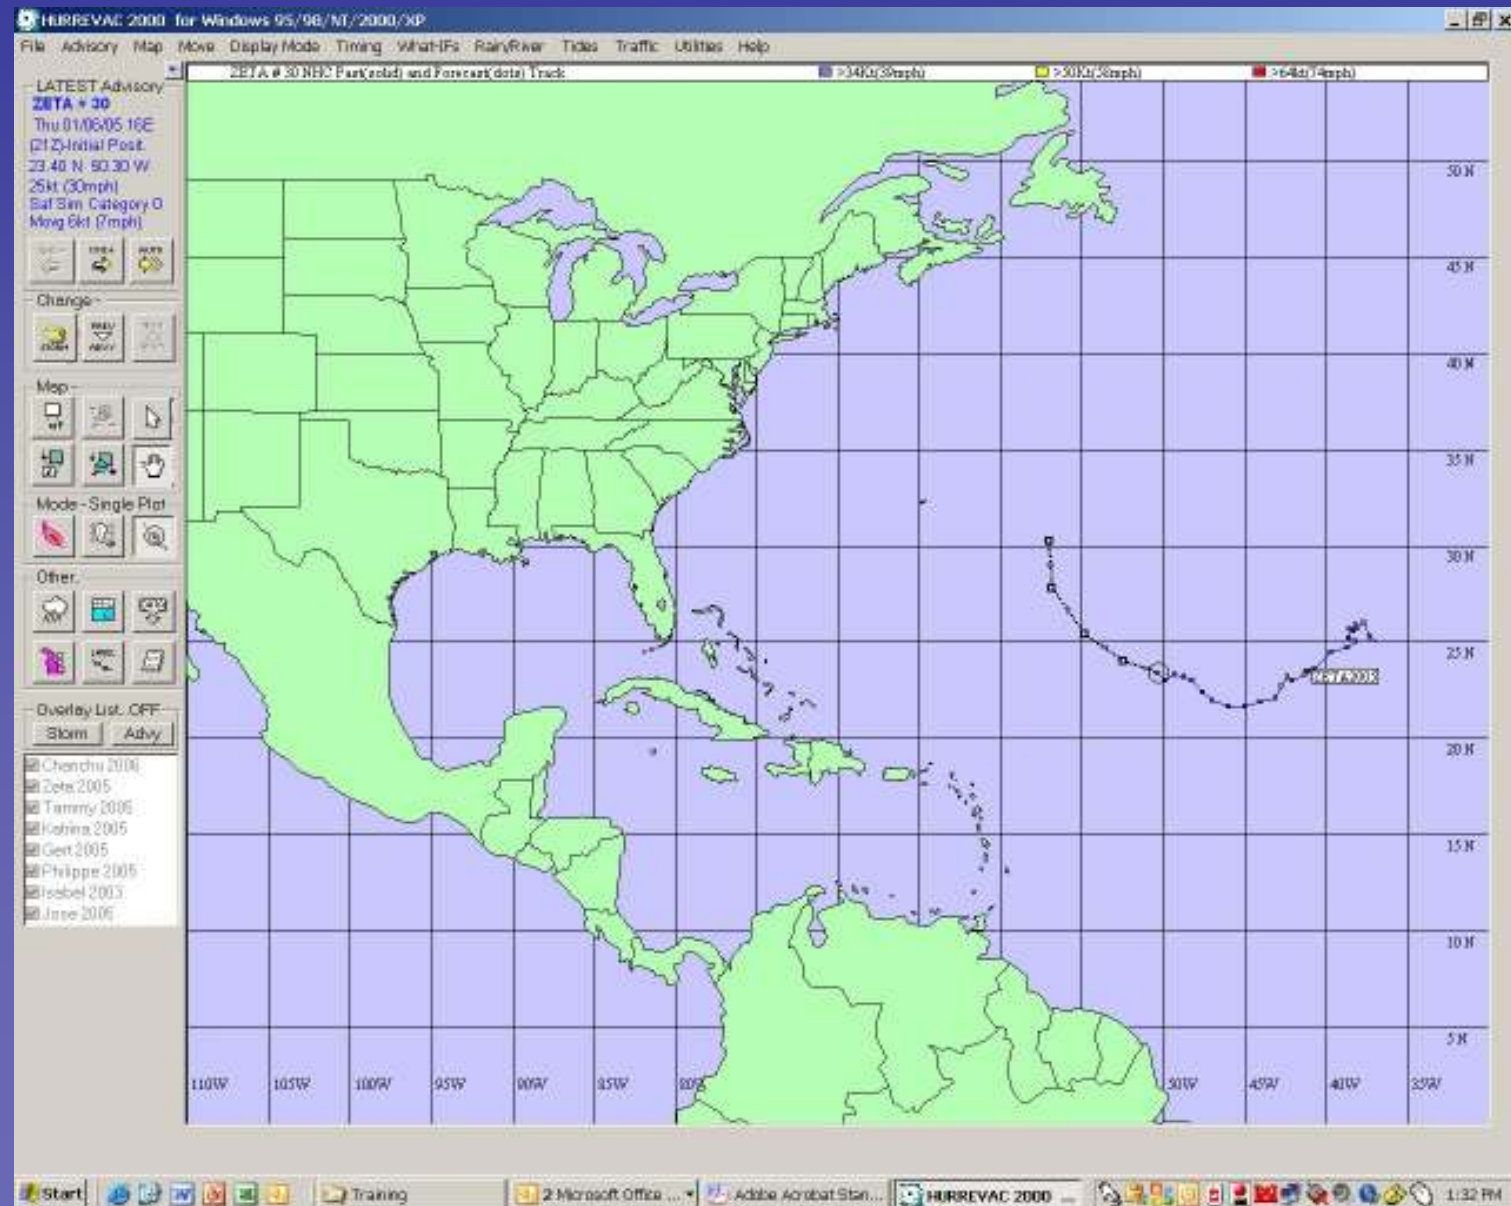 HURREVAC 2000 for Windows 95/98/NT/2000/XP
File Advisory Map Move Display Mode Timing What-IFs Rain/River Tides Traffic Utilities Help
ZETA # 30 NHC Past(solid) and Forecast(dots) Track
>34Kt(39mph)
>50Kt(58mph)
>64kt(74mph)
LATEST Advisory
ZETA # 30
Thu 01/06/05 16E
(21Z)-Initial Posit.
23.40 N 50.30 W
25kt (30mph)
Saf Sim Category 0
Movg 6kt (7mph)
Change -
Map -
Mode - Single Plot
Other.
Overlay List. .OFF
Storm Advy
Chanchu 2006
Zeta 2005
Tammy 2005
Katrina 2005
Gert 2005
Philippe 2005
Isabel 2003
Jose 2005
50 N
45 N
40 N
35 N
30 N
25 N
ZETA2005
20 N
15 N
10 N
5 N
110W 105W 100W 95W 90W 85W 80W 50W 45W 40W 35W
Start Training 2 Microsoft Office ... Adobe Acrobat Stan... HURREVAC 2000 ... 1:32 PM